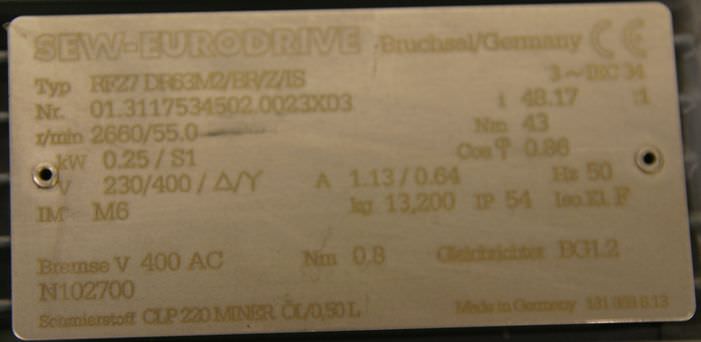 SEW-EURODRIVE Bruchsal/Germany CE
Typ RF27 DR63M2/BR/Z/IS 3~IEC 34
Nr. 01.3117534502.0023X03 i 48.17 :1
r/min 2660/55.0 Nm 43
kW 0.25 / S1 Cos φ 0.86
V 230/400 / Δ/Y A 1.13 / 0.64 Hz 50
IM M6 kg 13,200 IP 54 Iso.Kl. F
Bremse V 400 AC Nm 0.8 Gleichrichter BG1.2
N102700
Schmierstoff CLP 220 MINER ÖL/0,50 L Made in Germany